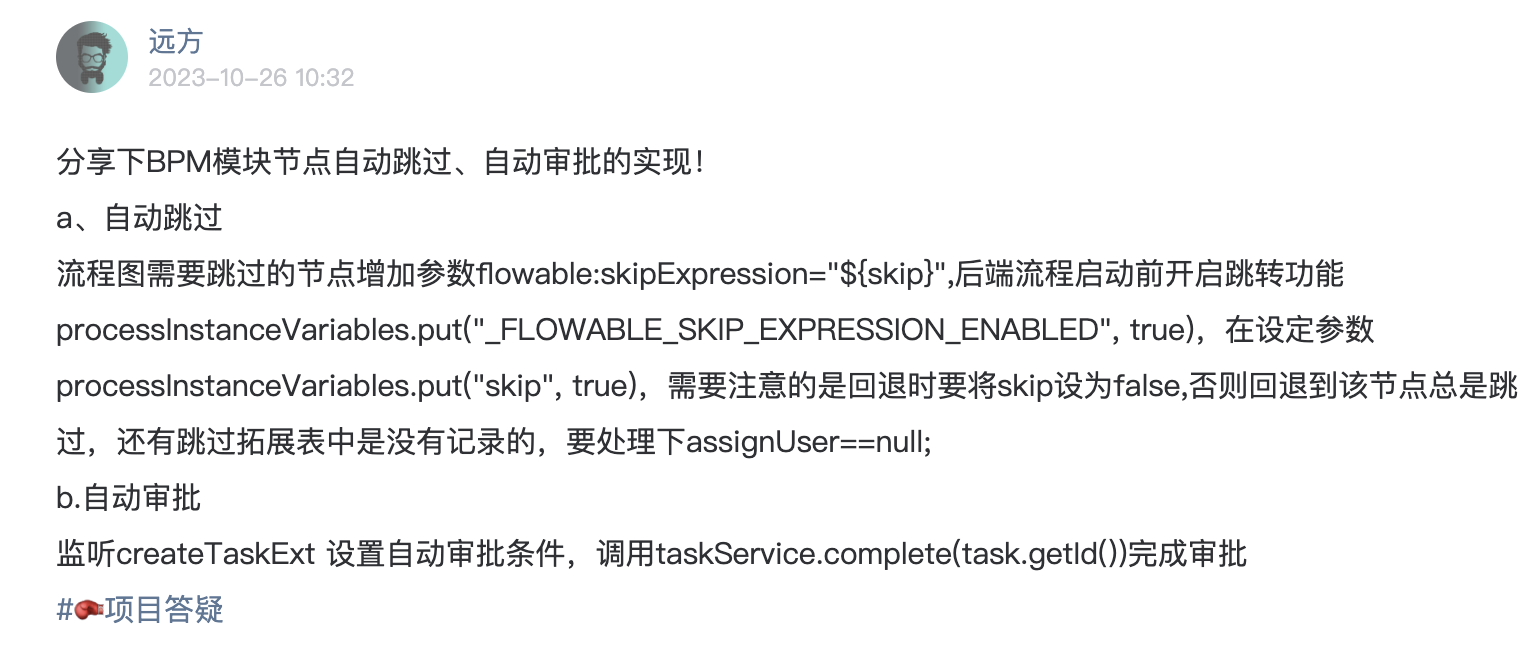 远方
2023-10-26 10:32
分享下BPM模块节点自动跳过、自动审批的实现！
a、自动跳过
流程图需要跳过的节点增加参数flowable:skipExpression="${skip}",后端流程启动前开启跳转功能
processInstanceVariables.put("_FLOWABLE_SKIP_EXPRESSION_ENABLED", true)，在设定参数
processInstanceVariables.put("skip", true)，需要注意的是回退时要将skip设为false,否则回退到该节点总是跳
过，还有跳过拓展表中是没有记录的，要处理下assignUser==null;
b.自动审批
监听createTaskExt 设置自动审批条件，调用taskService.complete(task.getId())完成审批
#🥊项目答疑